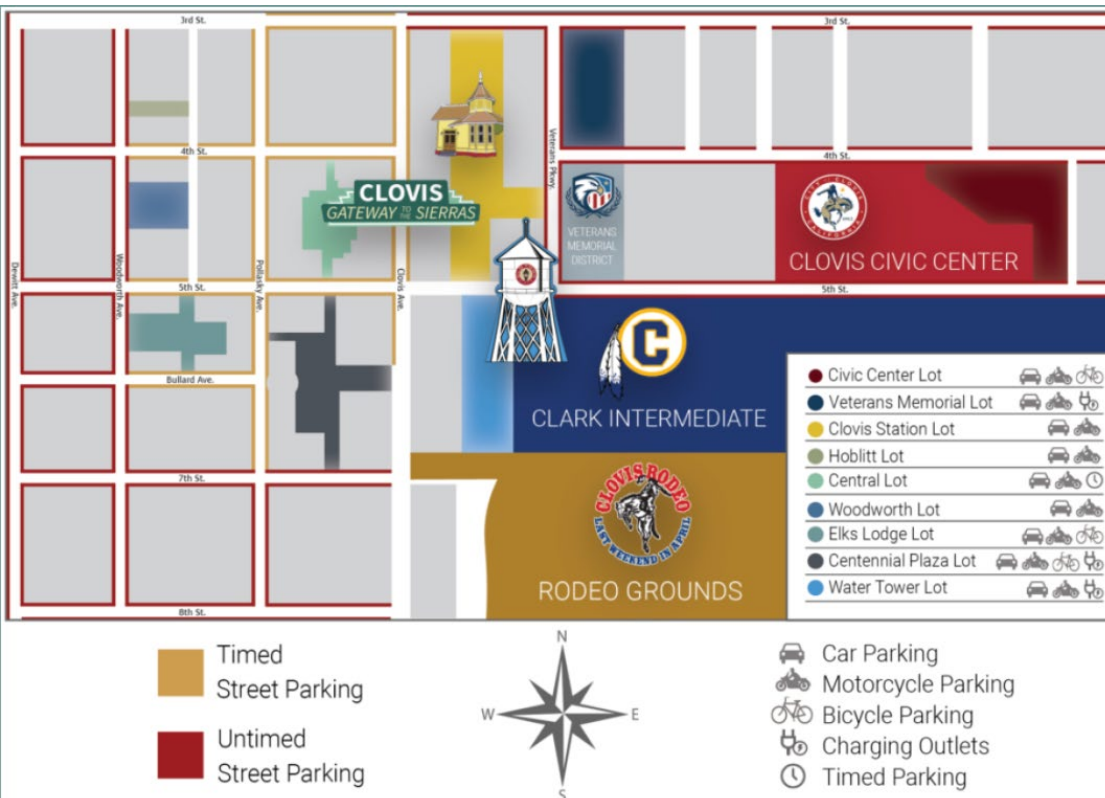 3rd St.
3rd St.
4th St.
4th St.
Veterans Pkwy.
CLOVIS
GATEWAY TO THE SIERRAS
VETERANS
MEMORIAL
DISTRICT
CITY OF CLOVIS
CALIFORNIA
CLOVIS CIVIC CENTER
Dewitt Ave.
Woodworth Ave.
Pollasky Ave.
Clovis Ave.
5th St.
5th St.
C
Bullard Ave.
CLARK INTERMEDIATE
7th St.
CLOVIS RODEO
LAST WEEKEND IN APRIL
RODEO GROUNDS
8th St.
Civic Center Lot
Veterans Memorial Lot
Clovis Station Lot
Hoblitt Lot
Central Lot
Woodworth Lot
Elks Lodge Lot
Centennial Plaza Lot
Water Tower Lot
Timed
Street Parking
Untimed
Street Parking
N
W
E
S
Car Parking
Motorcycle Parking
Bicycle Parking
Charging Outlets
Timed Parking